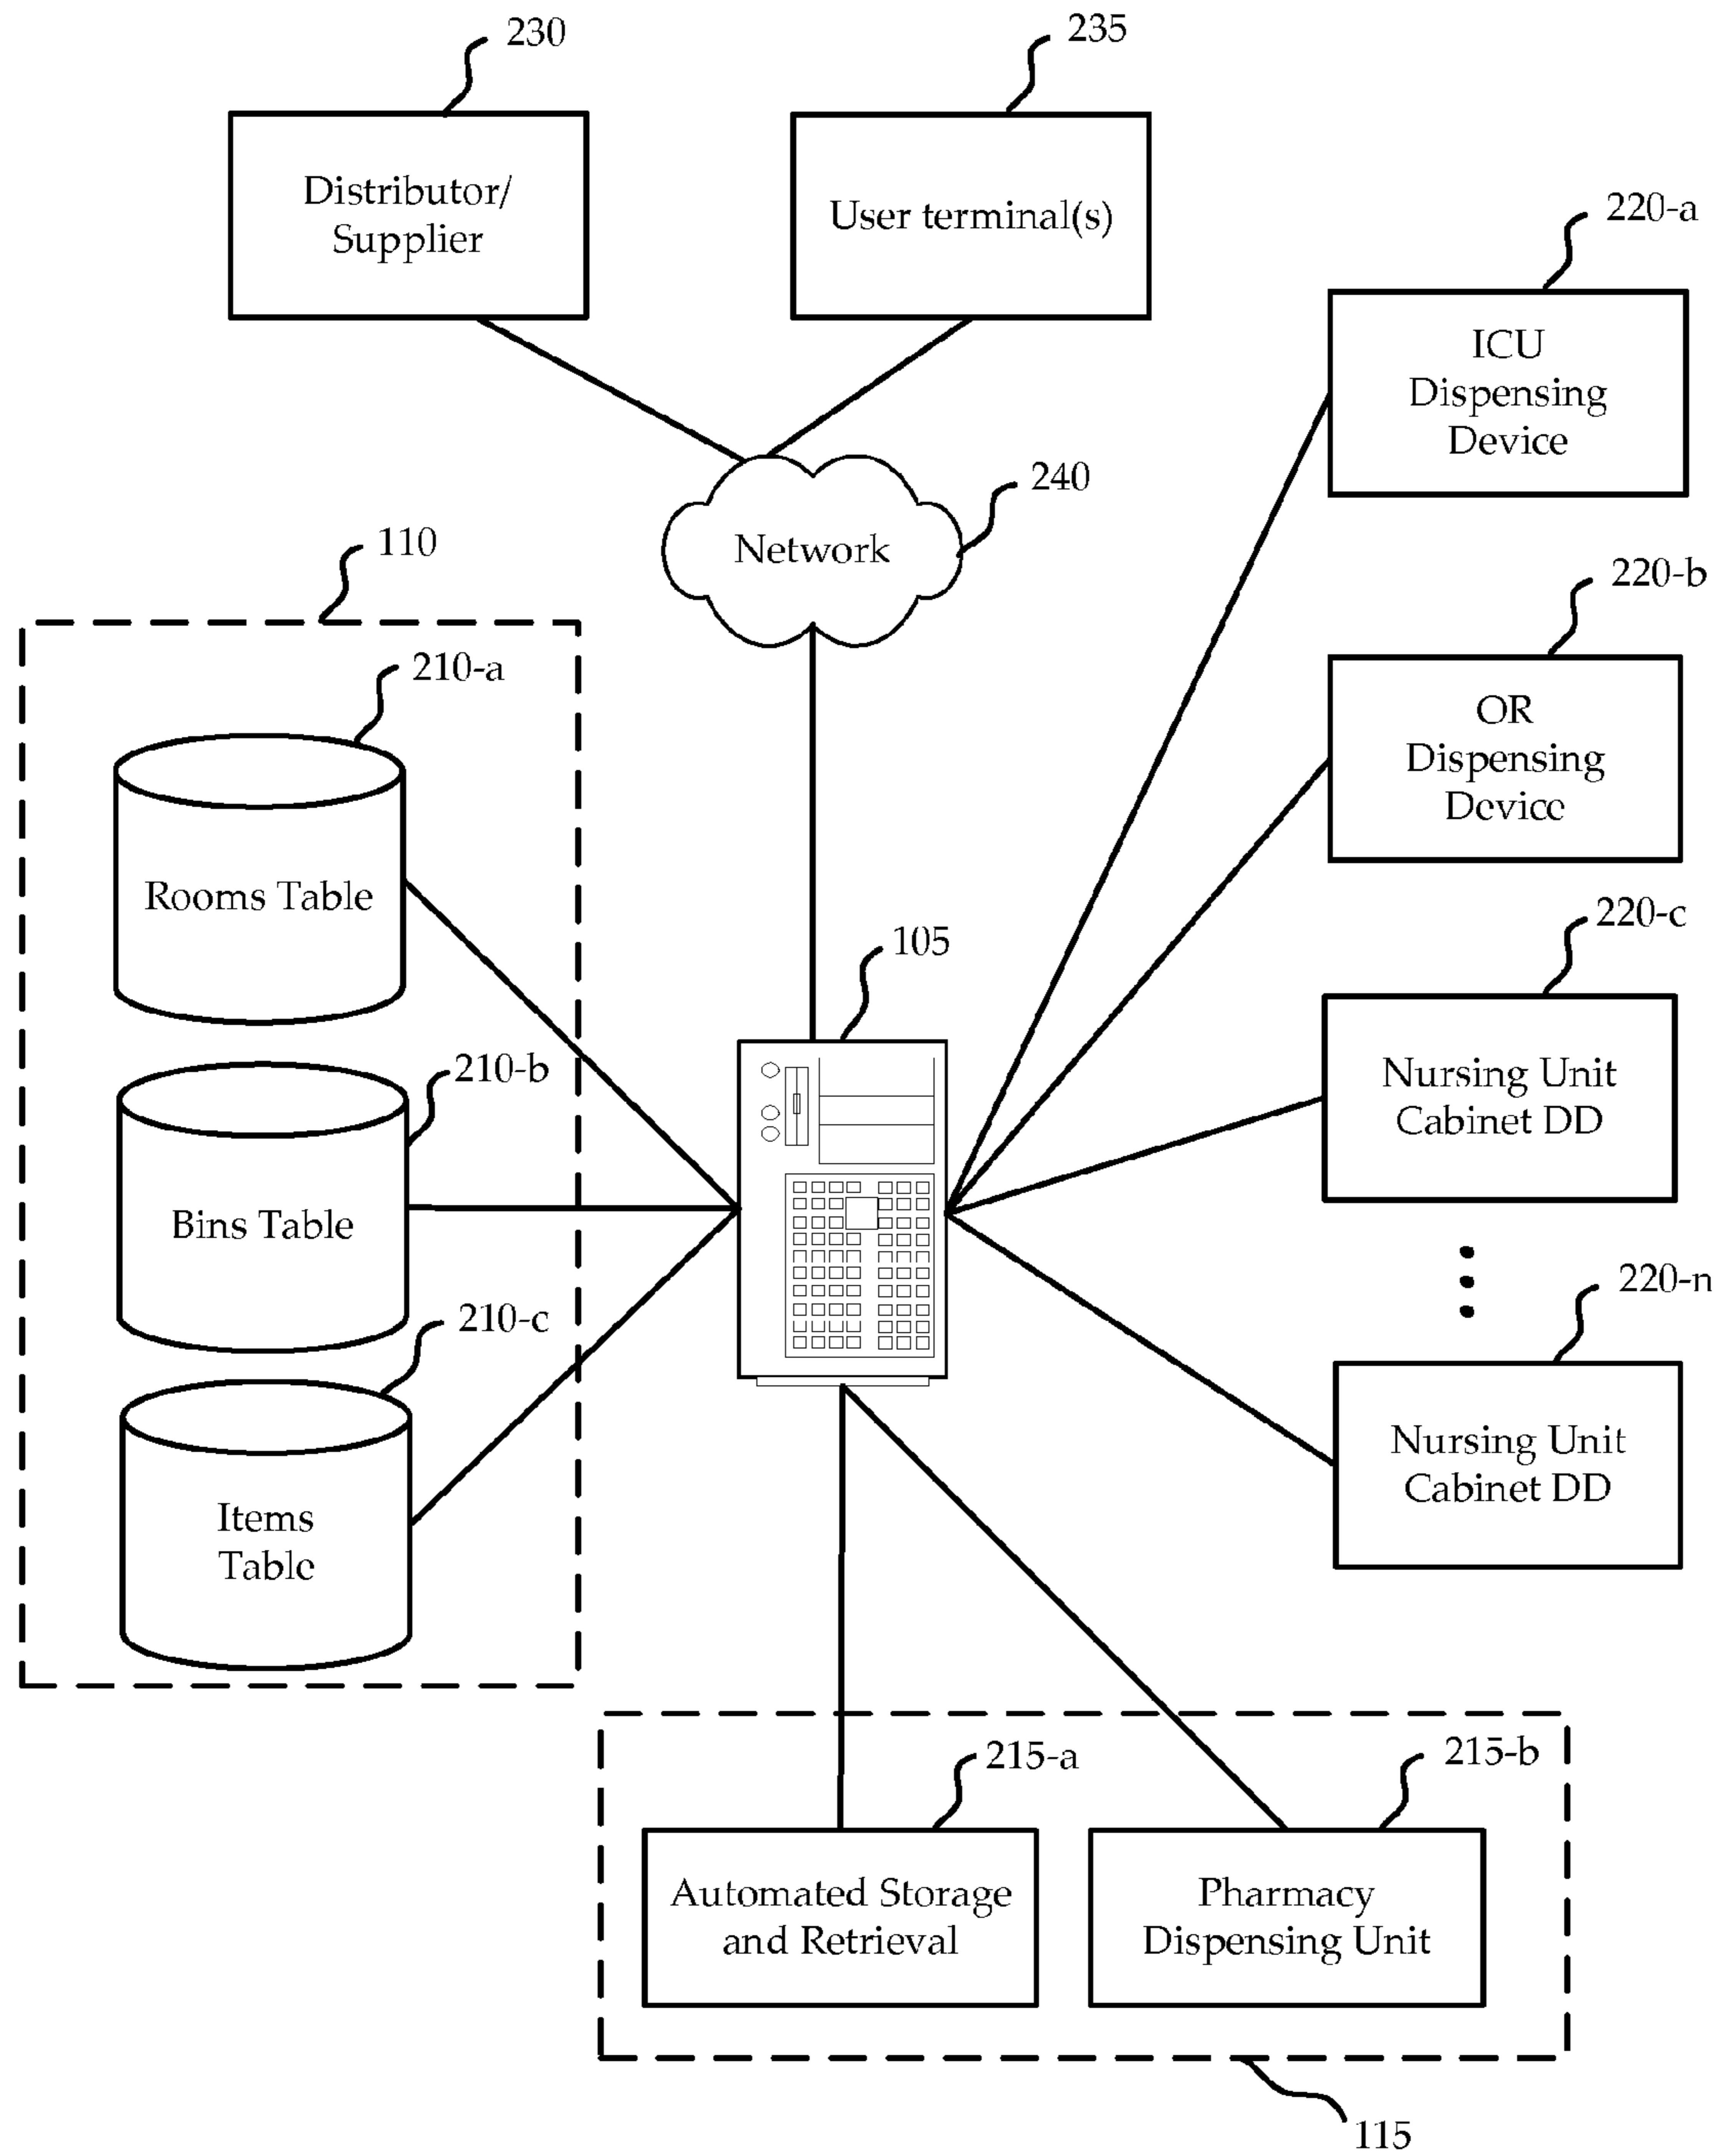 230
235
Distributor/
Supplier
User terminal(s)
220-a
ICU
Dispensing
Device
240
Network
110
220-b
210-a
OR
Dispensing
Device
Rooms Table
220-c
105
210-b
Nursing Unit
Cabinet DD
Bins Table
220-n
210-c
Nursing Unit
Cabinet DD
Items
Table
215-a
215-b
Automated Storage
and Retrieval
Pharmacy
Dispensing Unit
115